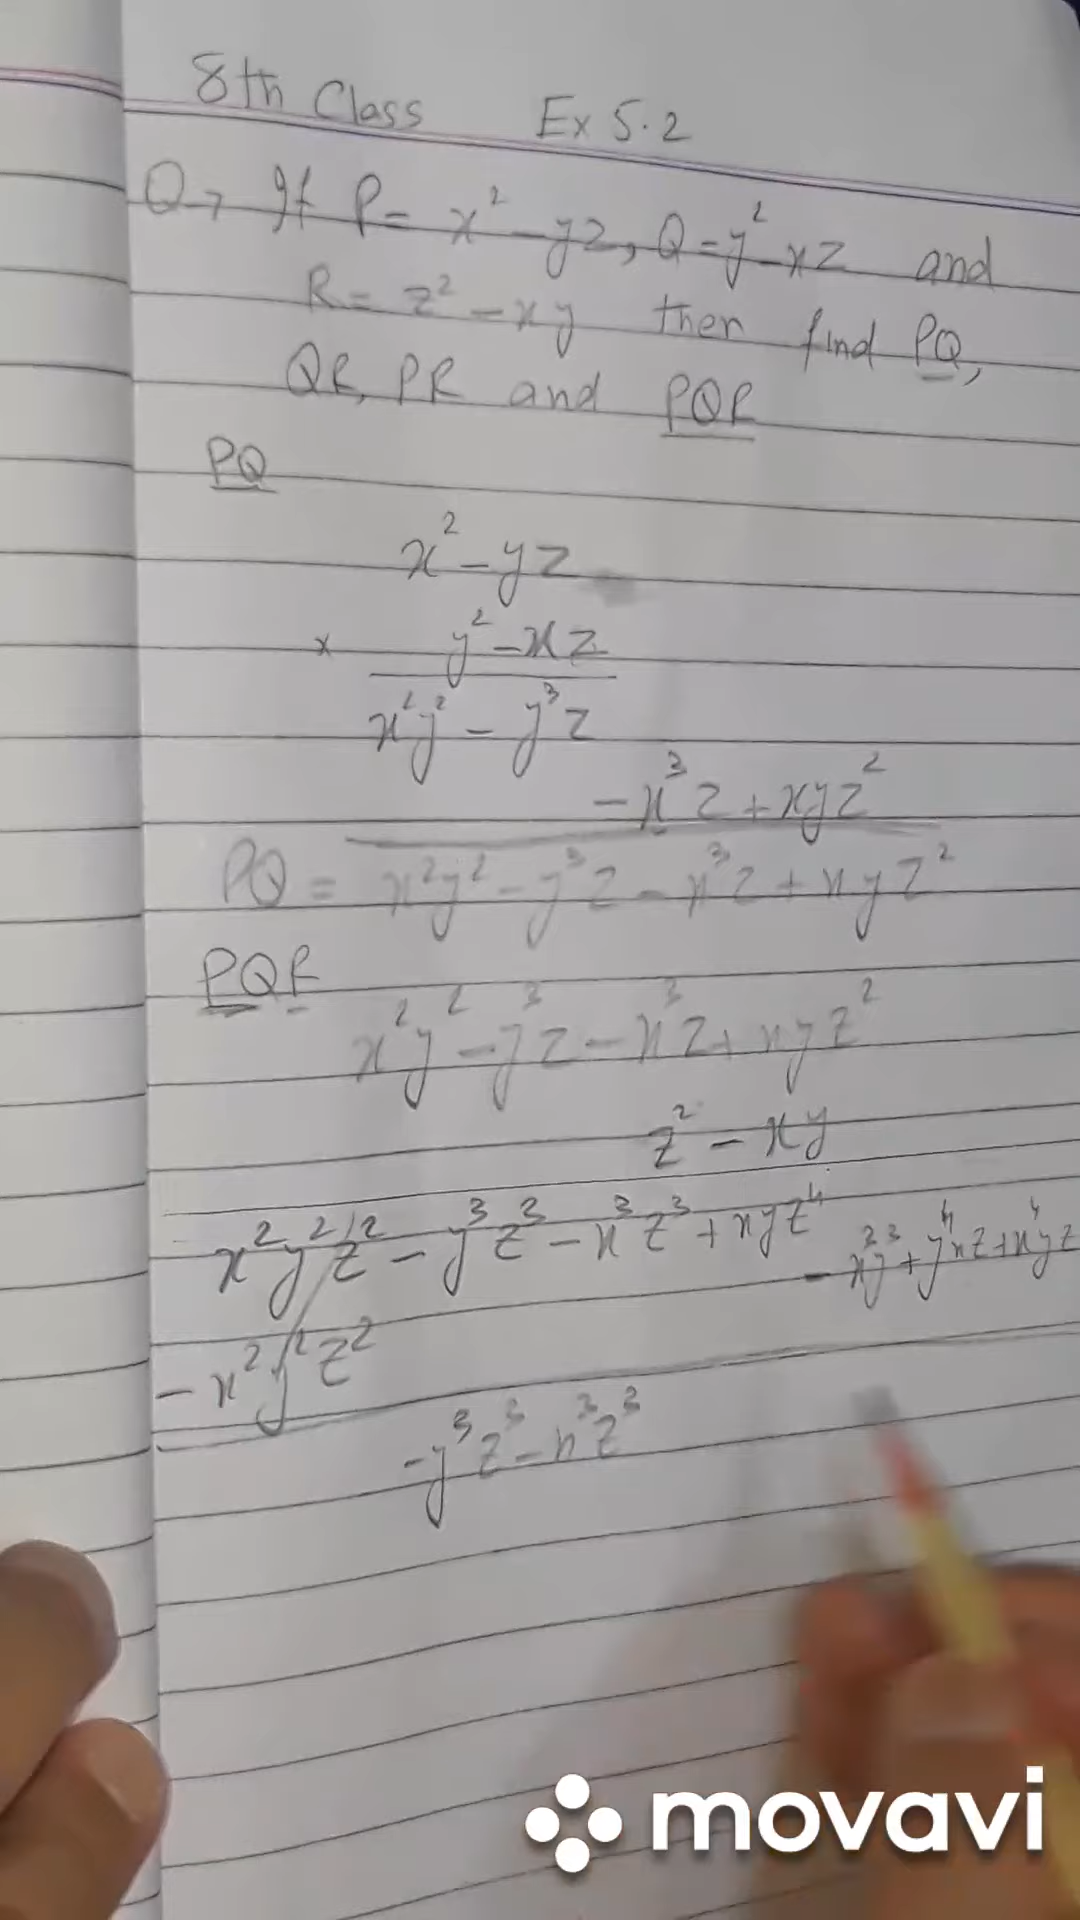 8th Class Ex 5.2
Q→ If P = x² - yz, Q = y² - xz and
R = z² - xy then find PQ,
QR, PR and PQR
PQ
x² - yz
× y² - xz
x²y² - y³z
- x³z + xyz²
PQ = x²y² - y³z - x³z + xyz²
PQR
x²y² - y³z - x³z + xyz²
z² - xy
x²y²z² - y³z³ - x³z³ + xyz⁴ - x³y³ + y⁴xz + x⁴yz
- x²y²z²
- y³z³ - x³z³
movavi